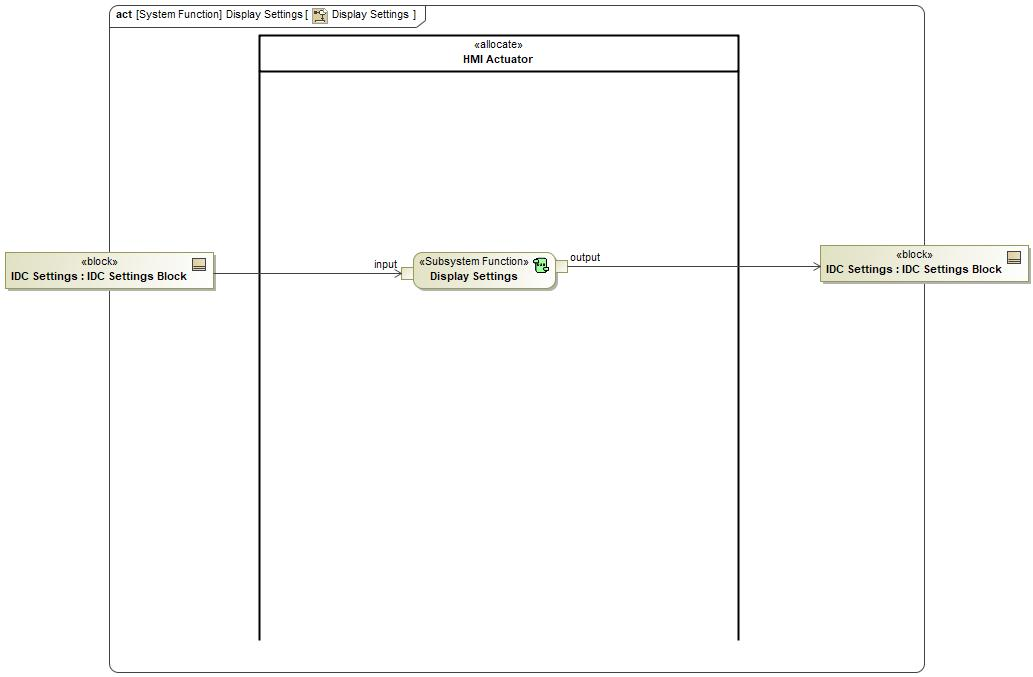 act [System Function] Display Settings [ Display Settings ]
«allocate»
HMI Actuator
«block»
IDC Settings : IDC Settings Block
input
«Subsystem Function»
Display Settings
output
«block»
IDC Settings : IDC Settings Block